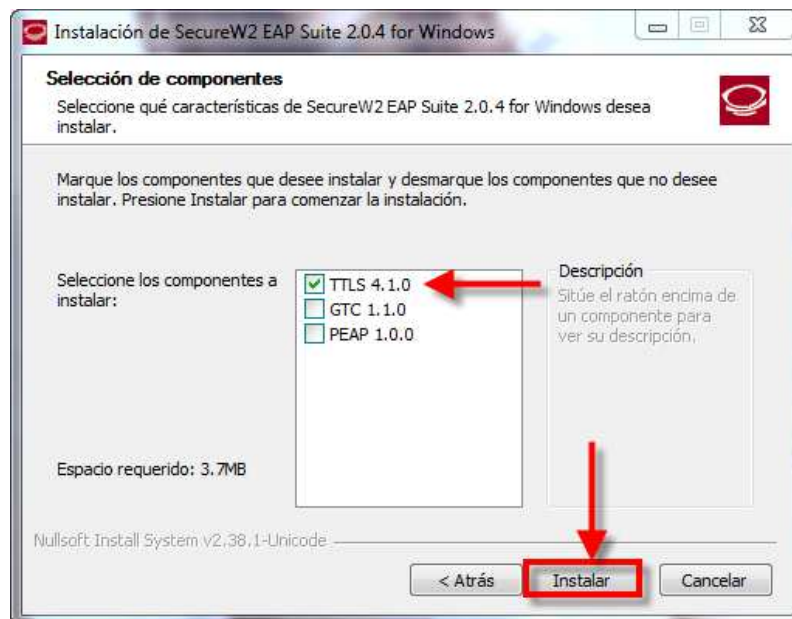 Instalación de SecureW2 EAP Suite 2.0.4 for Windows
Selección de componentes
Seleccione qué características de SecureW2 EAP Suite 2.0.4 for Windows desea
instalar.
Marque los componentes que desee instalar y desmarque los componentes que no desee
instalar. Presione Instalar para comenzar la instalación.
Seleccione los componentes a
instalar:
TTLS 4.1.0
GTC 1.1.0
PEAP 1.0.0
Descripción
Sitúe el ratón encima de
un componente para
ver su descripción.
Espacio requerido: 3.7MB
Nullsoft Install System v2.38.1-Unicode
< Atrás
Instalar
Cancelar